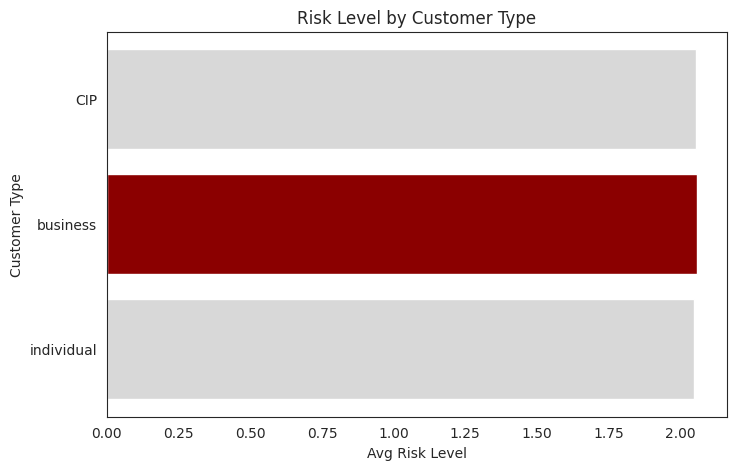 Risk Level by Customer Type
Customer Type
CIP
business
individual
0.00 0.25 0.50 0.75 1.00 1.25 1.50 1.75 2.00
Avg Risk Level